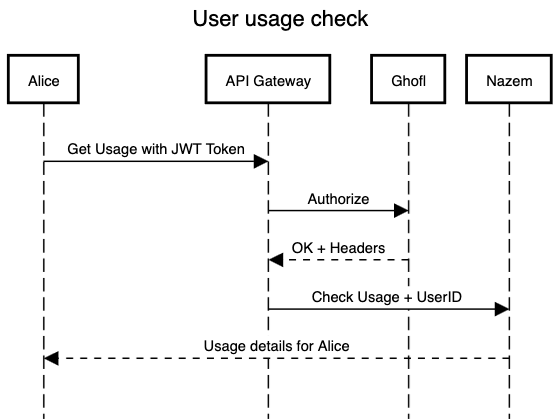 User usage check
Alice
API Gateway
Ghofl
Nazem
Get Usage with JWT Token
Authorize
OK + Headers
Check Usage + UserID
Usage details for Alice